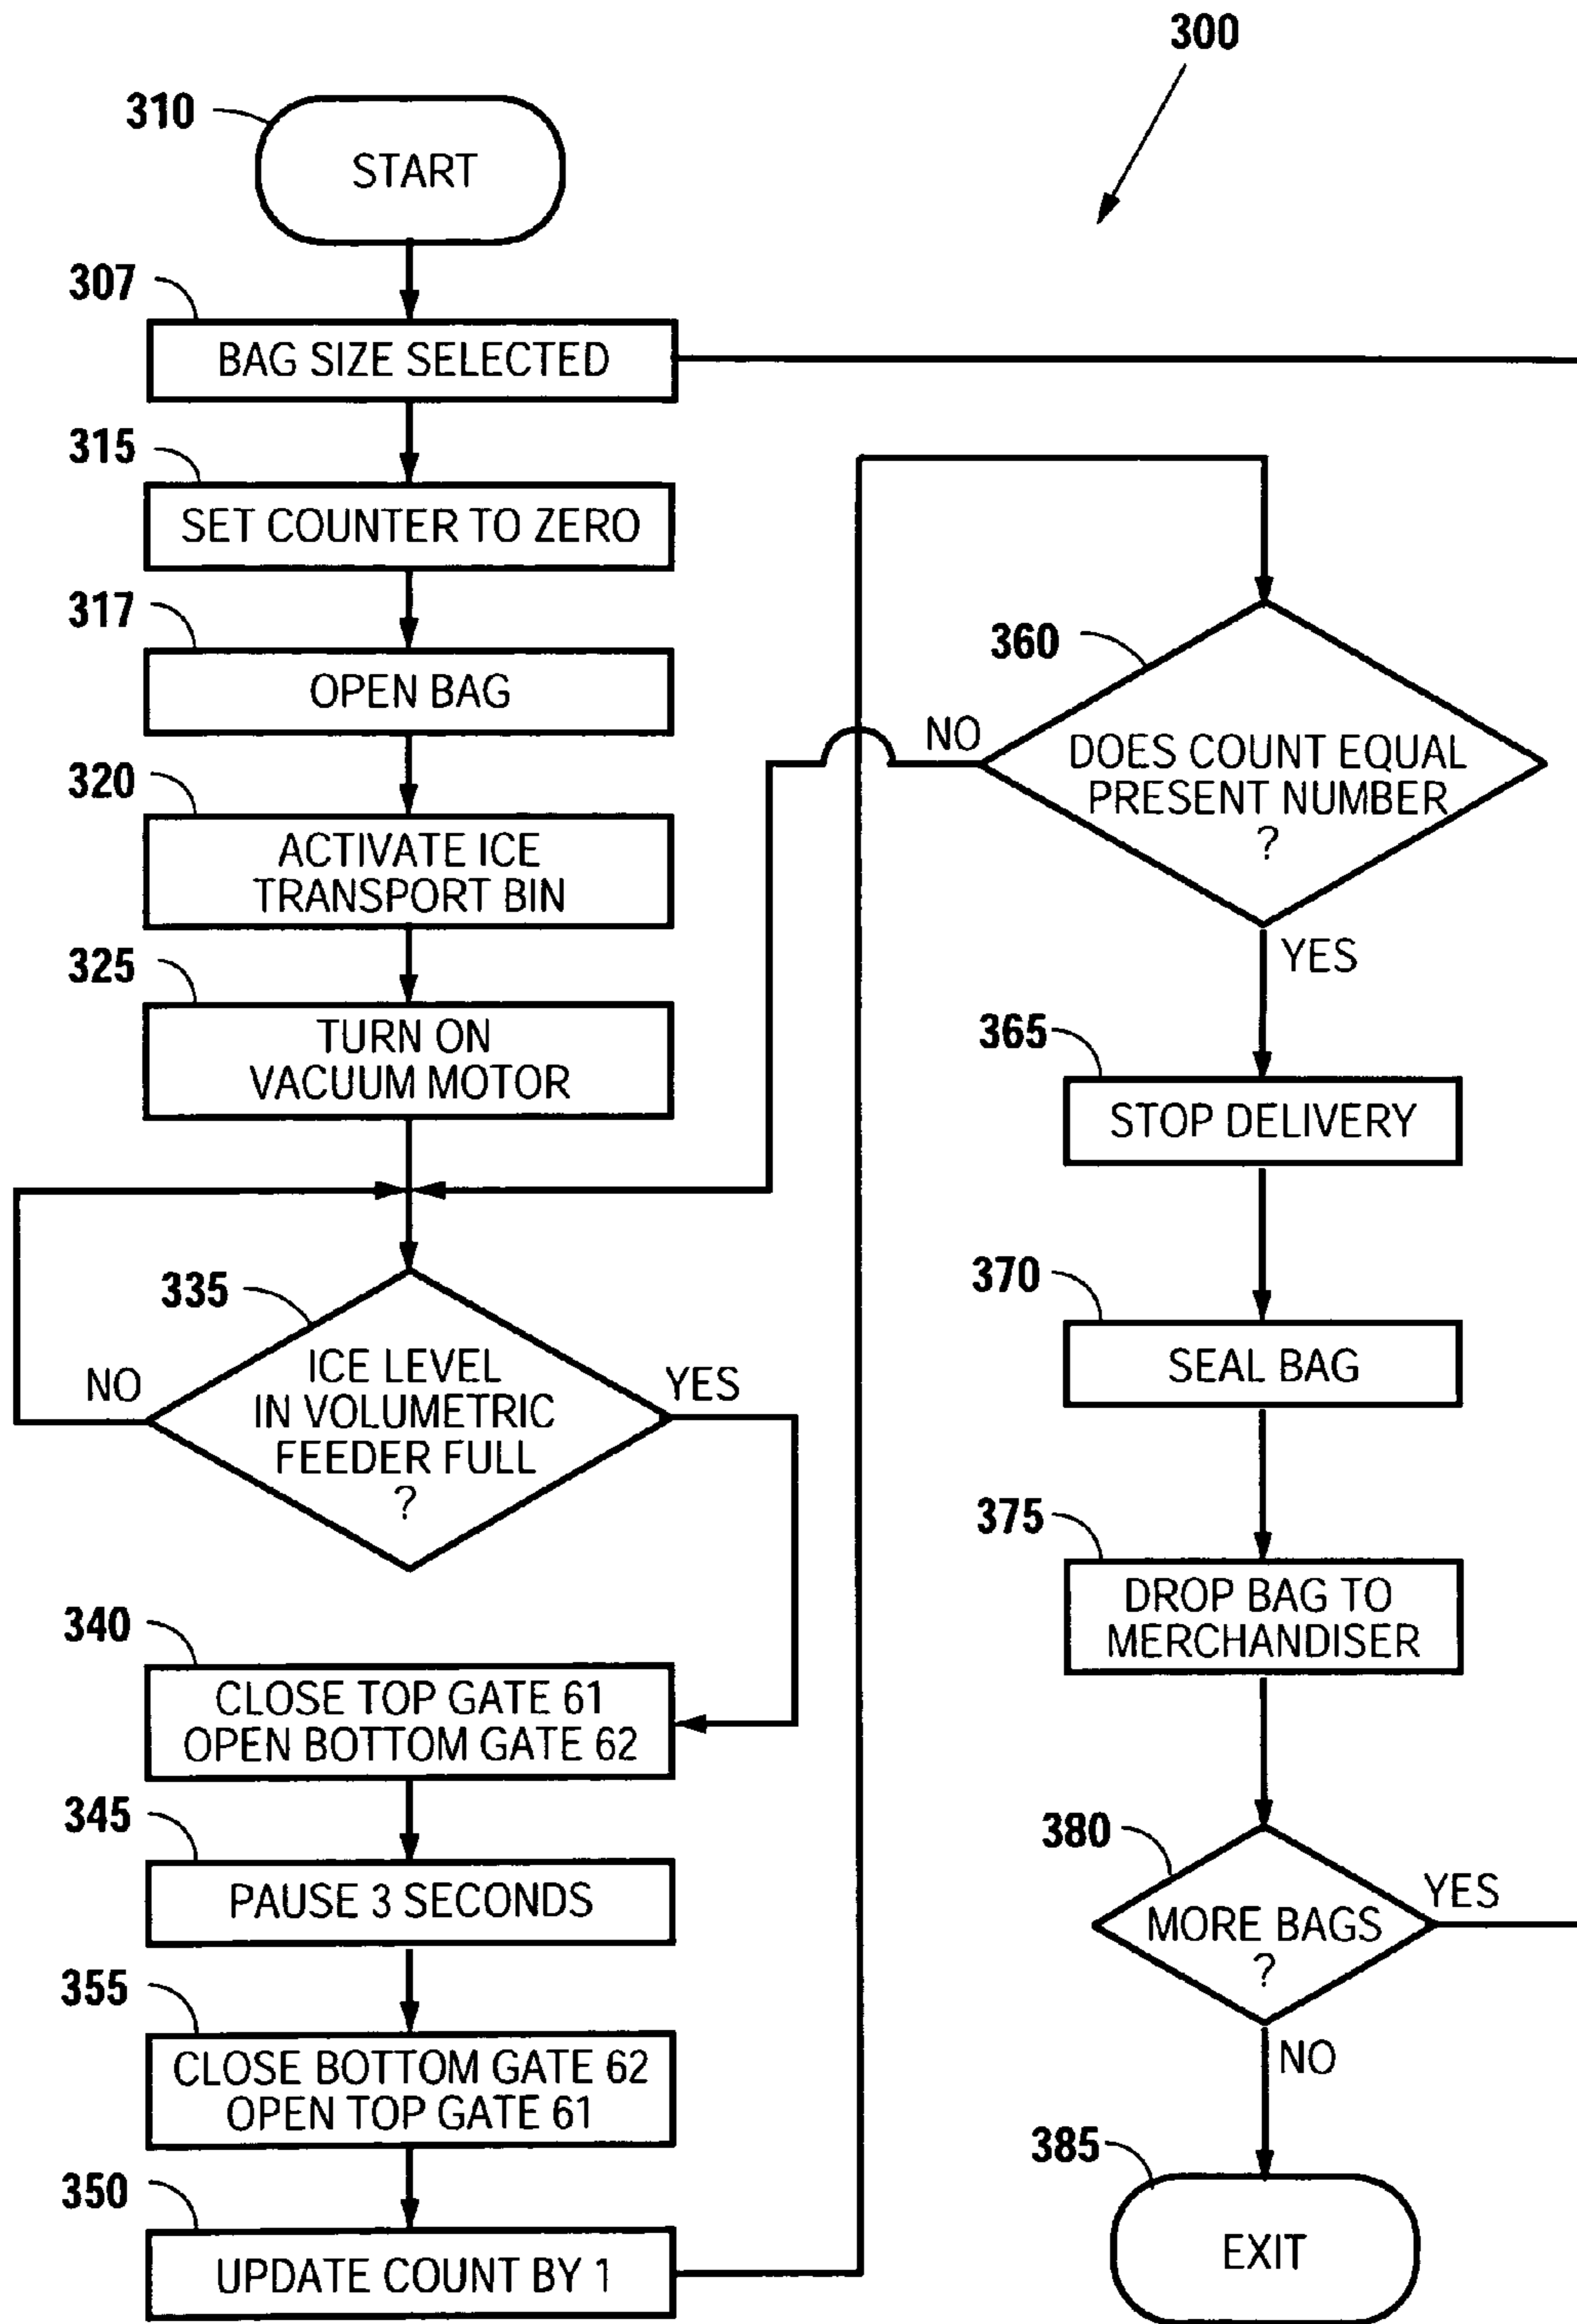 300
310
START
307
BAG SIZE SELECTED
315
SET COUNTER TO ZERO
317
OPEN BAG
320
ACTIVATE ICE
TRANSPORT BIN
325
TURN ON
VACUUM MOTOR
335
ICE LEVEL
IN VOLUMETRIC
FEEDER FULL
?
NO
YES
340
CLOSE TOP GATE 61
OPEN BOTTOM GATE 62
345
PAUSE 3 SECONDS
355
CLOSE BOTTOM GATE 62
OPEN TOP GATE 61
350
UPDATE COUNT BY 1
360
DOES COUNT EQUAL
PRESENT NUMBER
?
NO
YES
365
STOP DELIVERY
370
SEAL BAG
375
DROP BAG TO
MERCHANDISER
380
MORE BAGS
?
YES
NO
385
EXIT